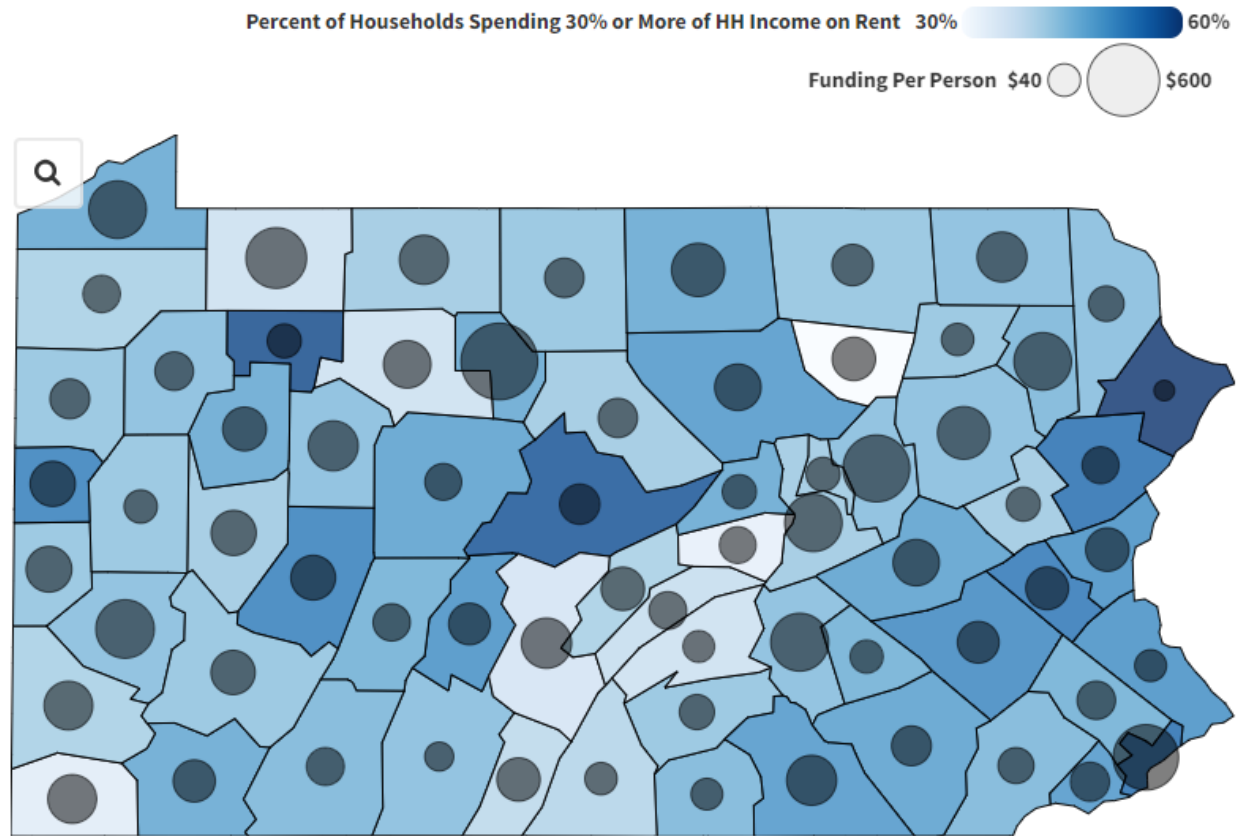 Percent of Households Spending 30% or More of HH Income on Rent 30% 60%
Funding Per Person $40 $600